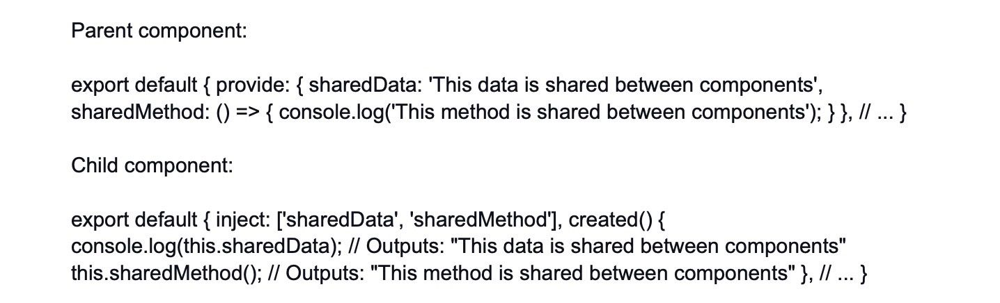 Parent component:
export default { provide: { sharedData: 'This data is shared between components',
sharedMethod: () => { console.log('This method is shared between components'); } }, // ... }
Child component:
export default { inject: ['sharedData', 'sharedMethod'], created() {
console.log(this.sharedData); // Outputs: "This data is shared between components"
this.sharedMethod(); // Outputs: "This method is shared between components" }, // ... }